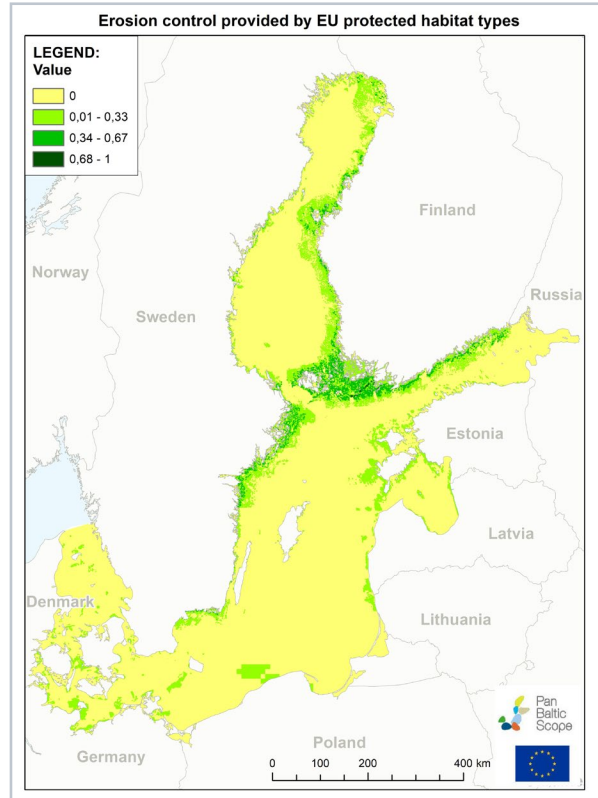 Erosion control provided by EU protected habitat types
LEGEND:
Value
0
0,01 - 0,33
0,34 - 0,67
0,68 - 1
Finland
Norway
Russia
Sweden
Estonia
Latvia
Denmark
Lithuania
Pan
Baltic
Scope
Poland
Germany
0 100 200 400 km